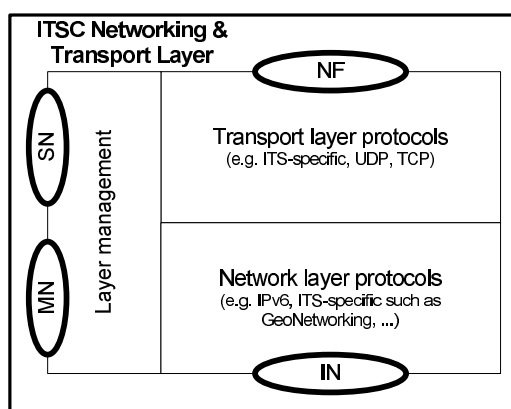 ITSC Networking &
Transport Layer
NF
SN
MN
Layer management
Transport layer protocols
(e.g. ITS-specific, UDP, TCP)
Network layer protocols
(e.g. IPv6, ITS-specific such as
GeoNetworking, ...)
IN